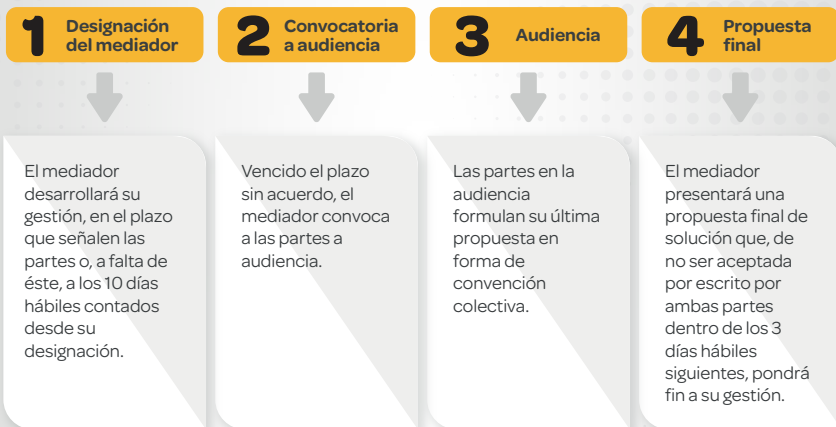 1 Designación
del mediador
2 Convocatoria
a audiencia
3 Audiencia
4 Propuesta
final
El mediador
desarrollará su
gestión, en el plazo
que señalen las
partes o, a falta de
éste, a los 10 días
hábiles contados
desde su
designación.
Vencido el plazo
sin acuerdo, el
mediador convoca
a las partes a
audiencia.
Las partes en la
audiencia
formulan su última
propuesta en
forma de
convención
colectiva.
El mediador
presentará una
propuesta final de
solución que, de
no ser aceptada
por escrito por
ambas partes
dentro de los 3
días hábiles
siguientes, pondrá
fin a su gestión.